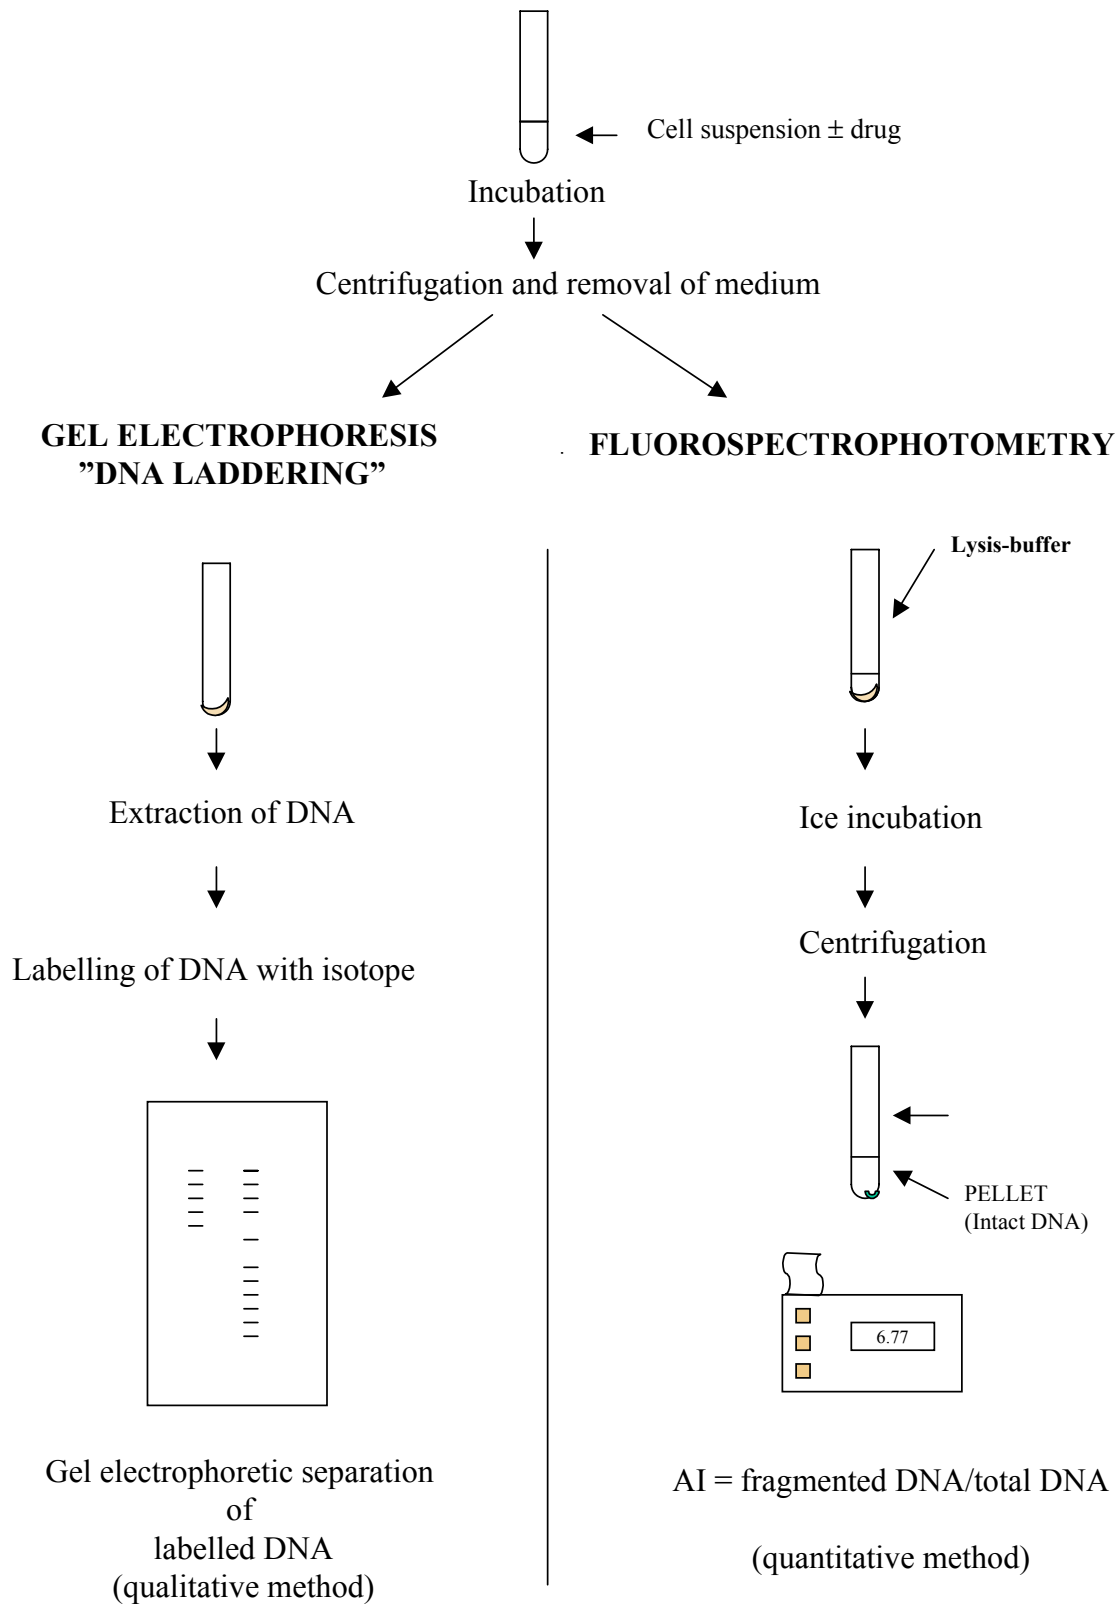 Cell suspension ± drug
Incubation
Centrifugation and removal of medium
GEL ELECTROPHORESIS
”DNA LADDERING”
. FLUOROSPECTROPHOTOMETRY
Lysis-buffer
Extraction of DNA
Labelling of DNA with isotope
Gel electrophoretic separation
of
labelled DNA
(qualitative method)
Ice incubation
Centrifugation
PELLET
(Intact DNA)
6.77
AI = fragmented DNA/total DNA
(quantitative method)